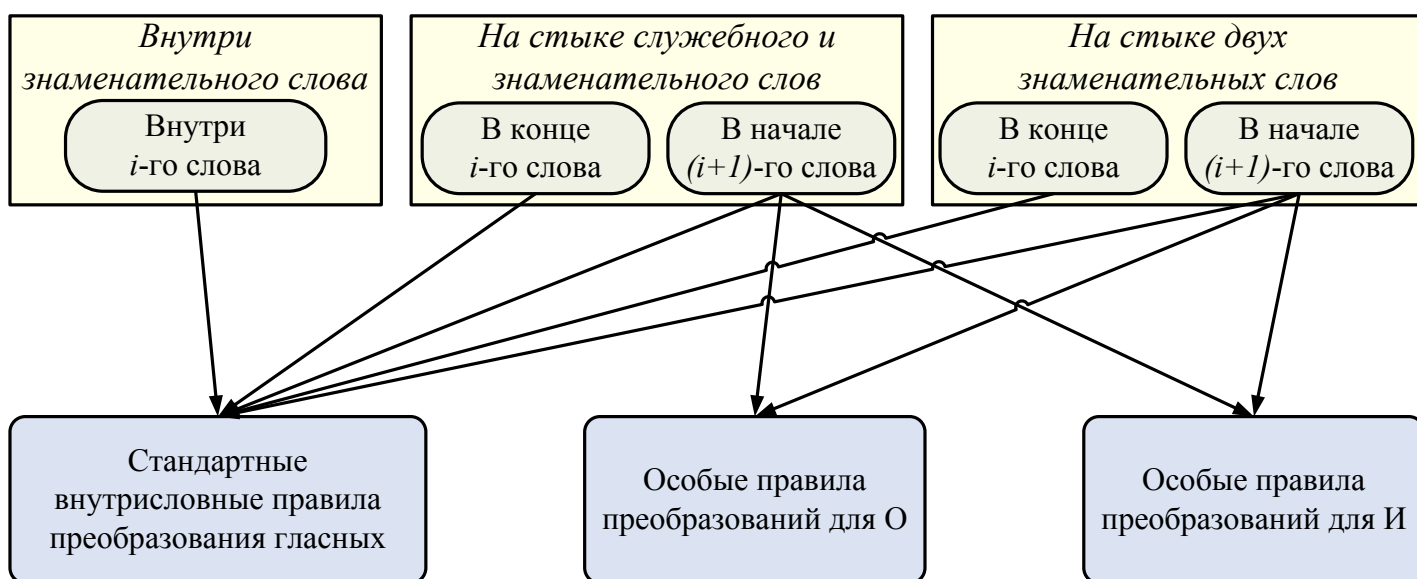 Внутри
знаменательного слова
Внутри
i-го слова
На стыке служебного и
знаменательного слов
В конце
i-го слова
В начале
(i+1)-го слова
На стыке двух
знаменательных слов
В конце
i-го слова
В начале
(i+1)-го слова
Стандартные
внутрисловные правила
преобразования гласных
Особые правила
преобразований для О
Особые правила
преобразований для И